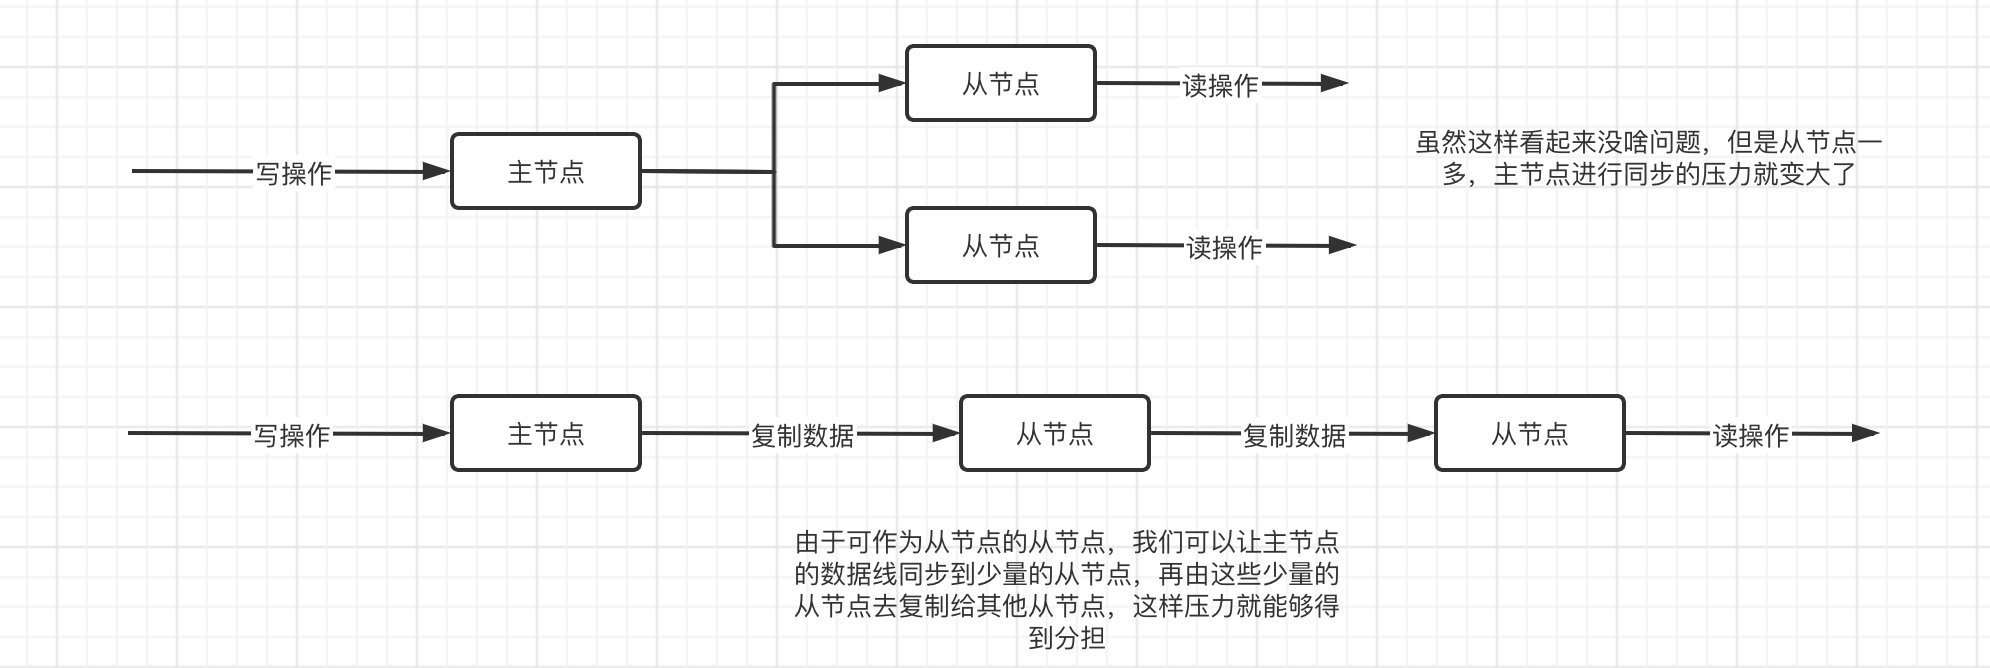 从节点
读操作
虽然这样看起来没啥问题，但是从节点一
多，主节点进行同步的压力就变大了
写操作
主节点
从节点
读操作
写操作
主节点
复制数据
从节点
复制数据
从节点
读操作
由于可作为从节点的从节点，我们可以让主节点
的数据线同步到少量的从节点，再由这些少量的
从节点去复制给其他从节点，这样压力就能够得
到分担